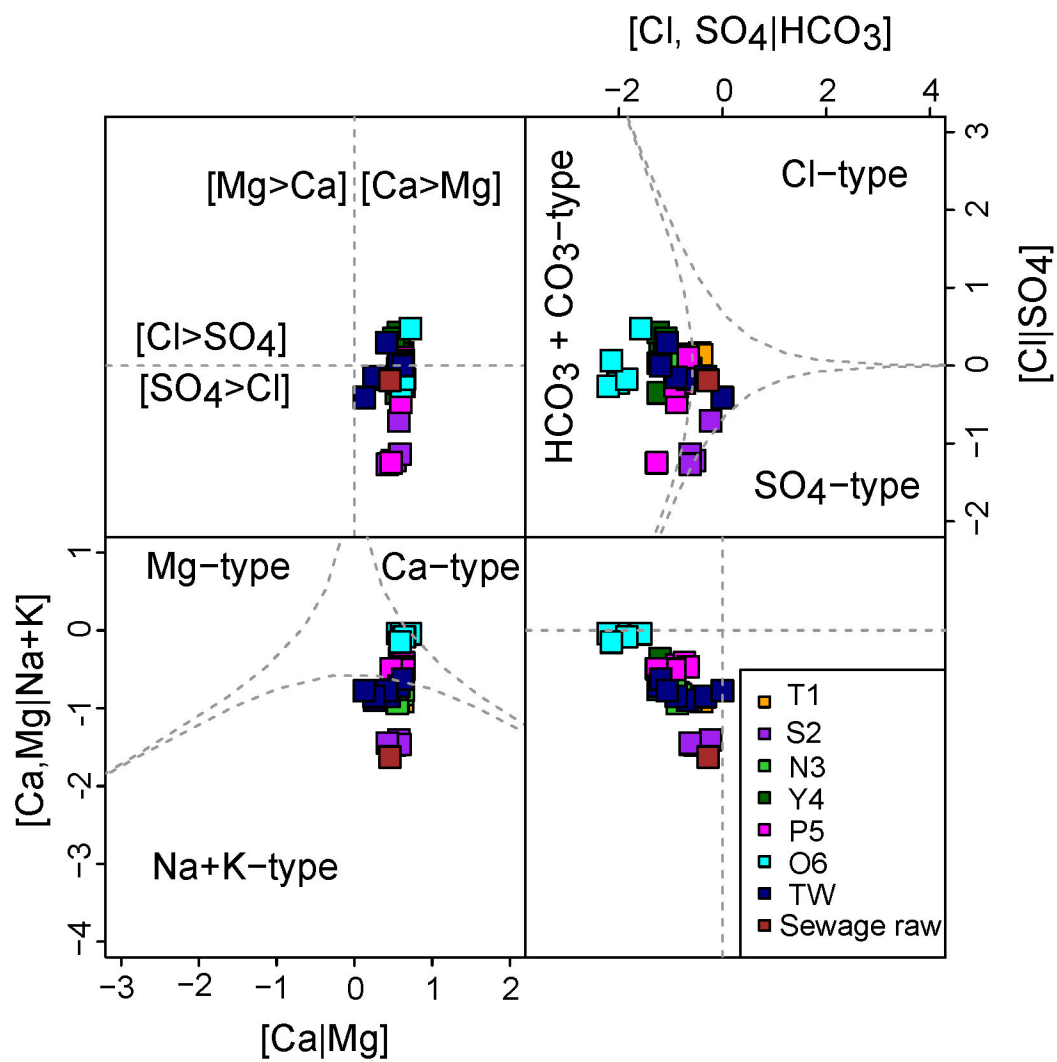 [Cl, SO4|HCO3]
−2 0 2 4
[Mg>Ca] [Ca>Mg]
[Cl>SO4]
[SO4>Cl]
HCO3 + CO3−type
Cl−type
SO4−type
3
2
1
0
−1
−2
[Cl|SO4]
Mg−type
Ca−type
Na+K−type
1
0
−1
−2
−3
−4
[Ca,Mg|Na+K]
T1
S2
N3
Y4
P5
O6
TW
Sewage raw
−3 −2 −1 0 1 2
[Ca|Mg]